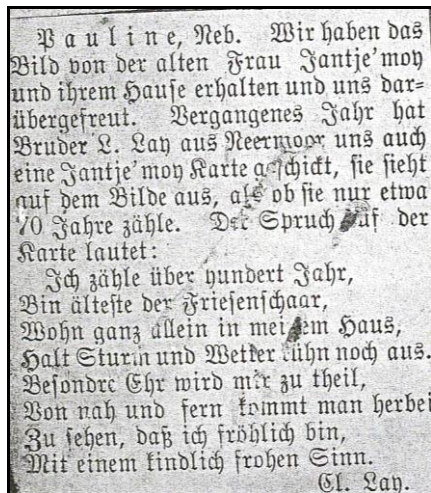 Pauline, Neb. Wir haben das
Bild von der alten Frau Jantje'moy
und ihrem Hause erhalten und uns dar=
übergefreut. Vergangenes Jahr hat
Bruder L. Lay aus Neermoor uns auch
eine Jantje'moy Karte geschickt, sie sieht
auf dem Bilde aus, als ob sie nur etwa
70 Jahre zähle. Der Spruch auf der
Karte lautet:
Ich zähle über hundert Jahr,
Bin älteste der Friesenschaar,
Wohn ganz allein in meinem Haus,
Halt Sturm und Wetter kühn noch aus.
Besondre Ehr wird mir zu theil,
Von nah und fern kommt man herbei
Zu sehen, daß ich fröhlich bin,
Mit einem kindlich frohen Sinn.
Cl. Lay.